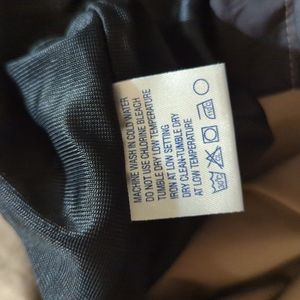 MACHINE WASH IN COLD WATER
DO NOT USE CHLORINE BLEACH
TUMBLE DRY LOW TEMPERATURE
IRON AT LOW SETTING
DRY CLEAN-TUMBLE DRY
AT LOW TEMPERATURE